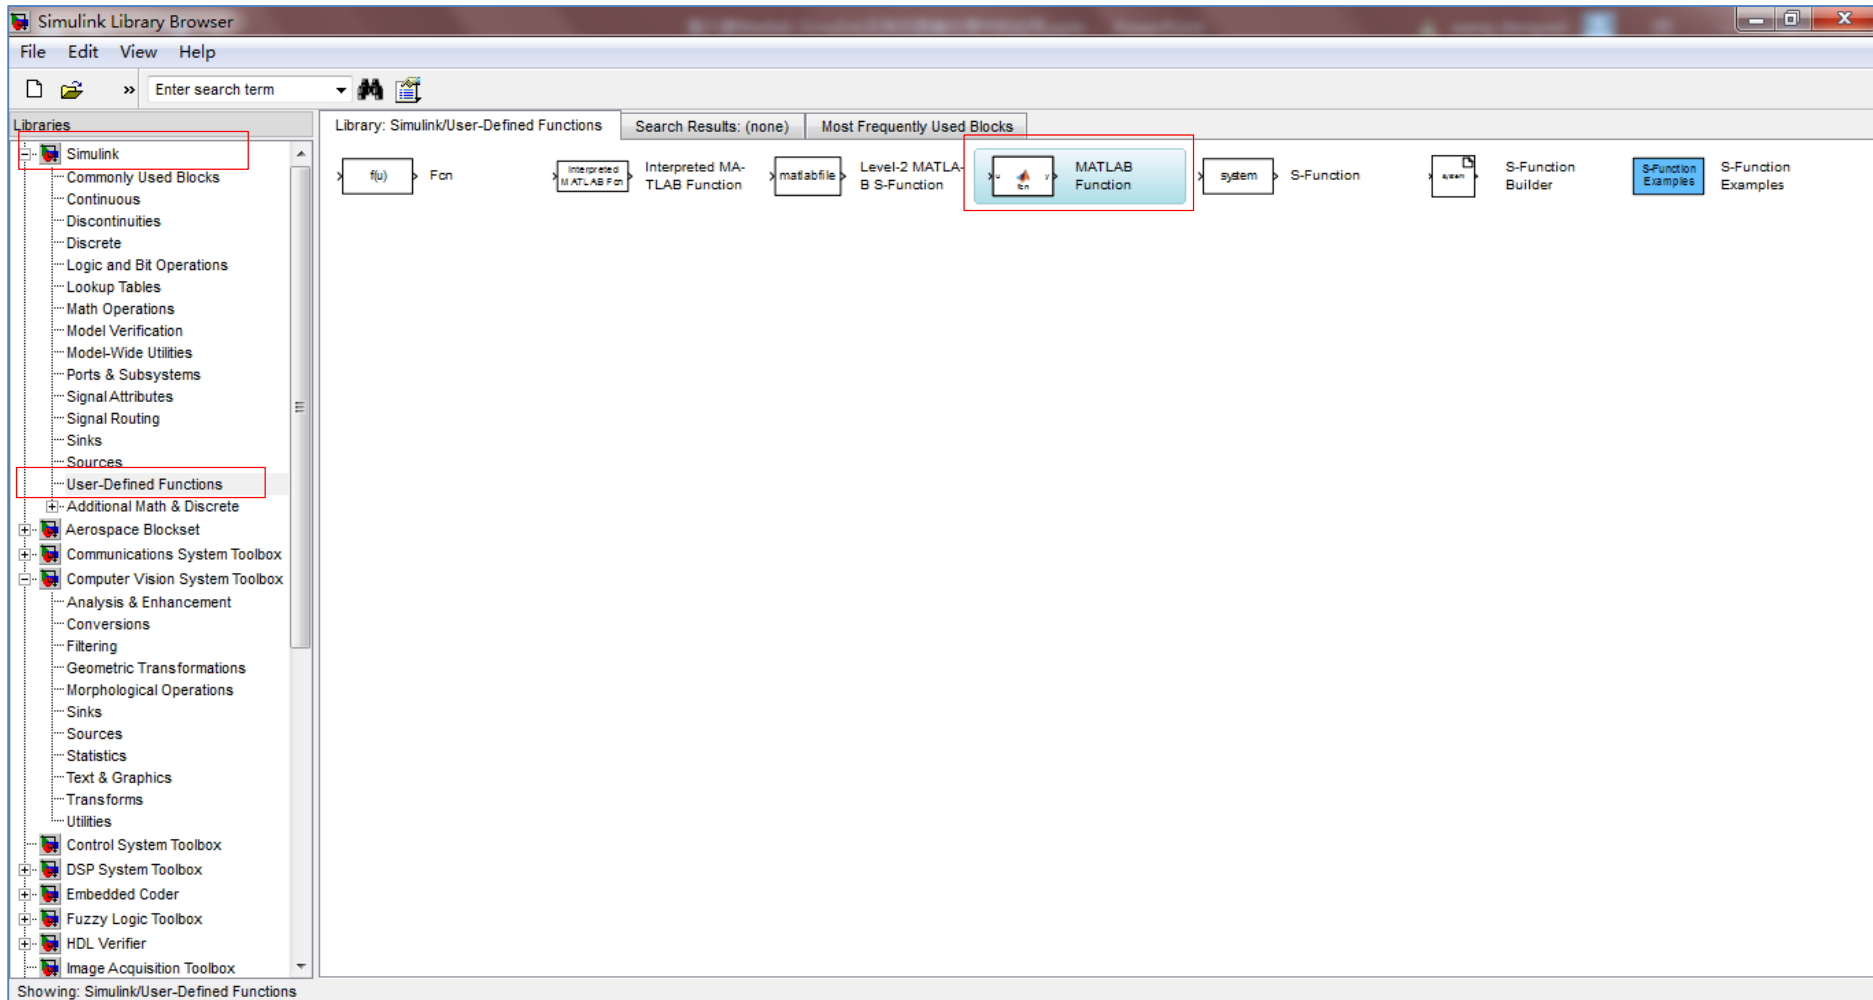 Simulink Library Browser
File Edit View Help
» Enter search term
Libraries
Simulink
Commonly Used Blocks
Continuous
Discontinuities
Discrete
Logic and Bit Operations
Lookup Tables
Math Operations
Model Verification
Model-Wide Utilities
Ports & Subsystems
Signal Attributes
Signal Routing
Sinks
Sources
User-Defined Functions
Additional Math & Discrete
Aerospace Blockset
Communications System Toolbox
Computer Vision System Toolbox
Analysis & Enhancement
Conversions
Filtering
Geometric Transformations
Morphological Operations
Sinks
Sources
Statistics
Text & Graphics
Transforms
Utilities
Control System Toolbox
DSP System Toolbox
Embedded Coder
Fuzzy Logic Toolbox
HDL Verifier
Image Acquisition Toolbox
Library: Simulink/User-Defined Functions
Search Results: (none)
Most Frequently Used Blocks
f(u)
Fcn
Interpreted
MATLAB Fcn
Interpreted MA-
TLAB Function
matlabfile
Level-2 MATLA-
B S-Function
u y
fcn
MATLAB
Function
system
S-Function
system
S-Function
Builder
S-Function
Examples
S-Function
Examples
Showing: Simulink/User-Defined Functions